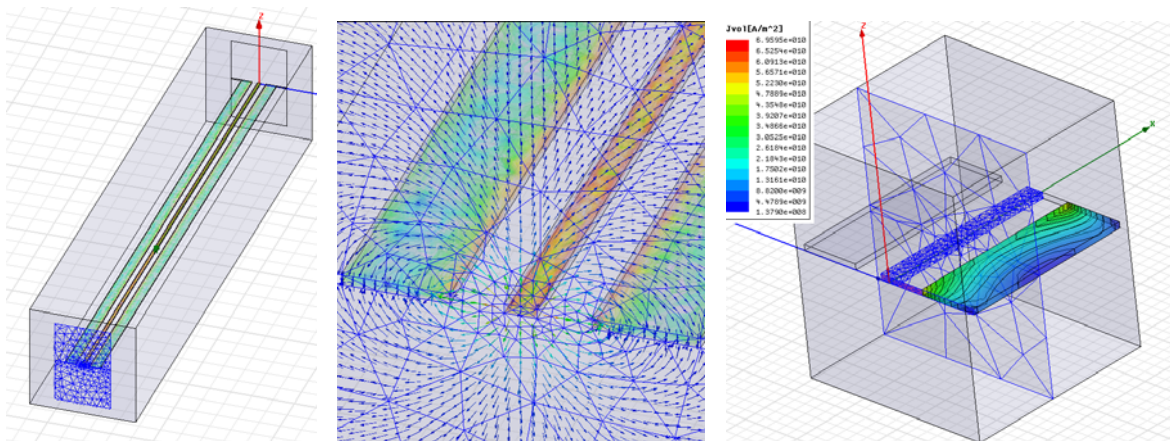 Z
Jvol[A/m^2]
6.9595e+010
6.5254e+010
6.0913e+010
5.6571e+010
5.2230e+010
4.7889e+010
4.3548e+010
3.9207e+010
3.4866e+010
3.0525e+010
2.6184e+010
2.1843e+010
1.7502e+010
1.3161e+010
8.8200e+009
4.4789e+009
1.3790e+008
Z
X